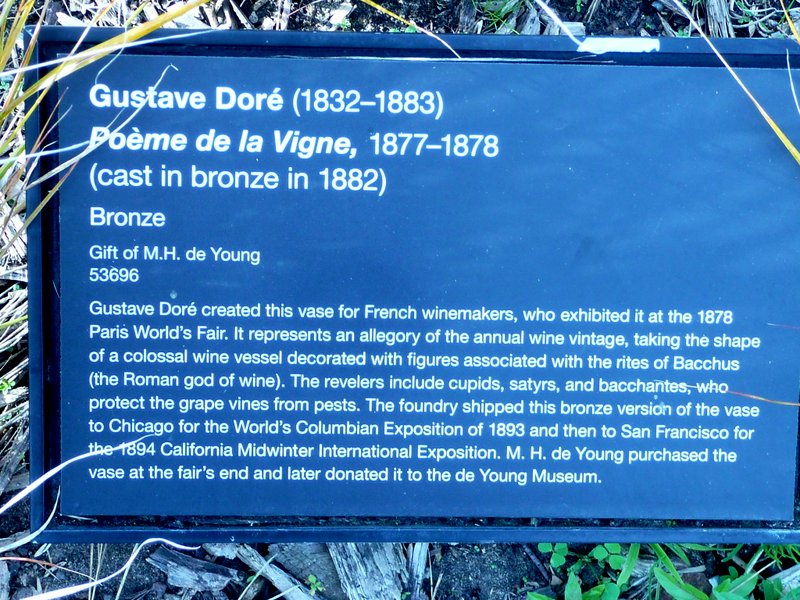 Gustave Doré (1832–1883)
Poème de la Vigne, 1877–1878
(cast in bronze in 1882)
Bronze
Gift of M.H. de Young
53696
Gustave Doré created this vase for French winemakers, who exhibited it at the 1878
Paris World's Fair. It represents an allegory of the annual wine vintage, taking the shape
of a colossal wine vessel decorated with figures associated with the rites of Bacchus
(the Roman god of wine). The revelers include cupids, satyrs, and bacchantes, who
protect the grape vines from pests. The foundry shipped this bronze version of the vase
to Chicago for the World's Columbian Exposition of 1893 and then to San Francisco for
the 1894 California Midwinter International Exposition. M. H. de Young purchased the
vase at the fair's end and later donated it to the de Young Museum.